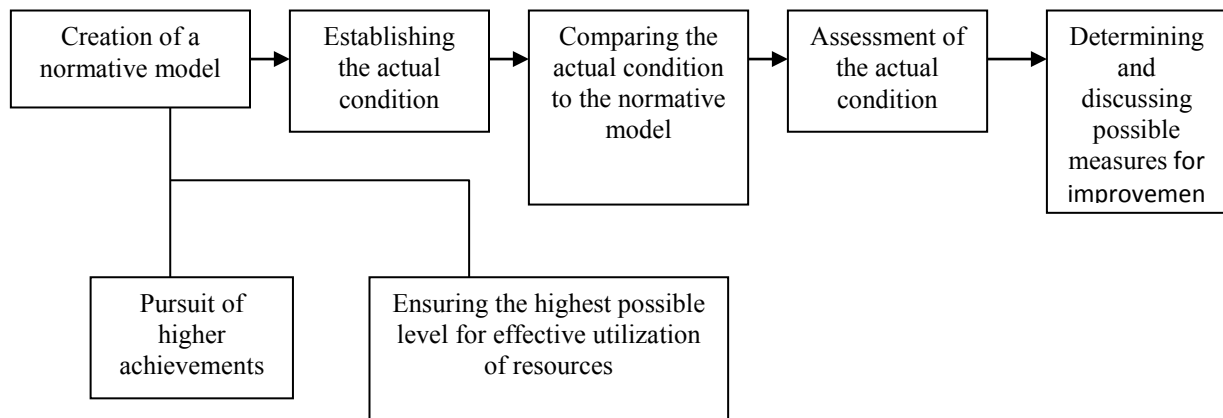 Creation of a
normative model
Establishing
the actual
condition
Comparing the
actual condition
to the normative
model
Assessment of
the actual
condition
Determining
and
discussing
possible
measures for
improvemen
Pursuit of
higher
achievements
Ensuring the highest possible
level for effective utilization
of resources